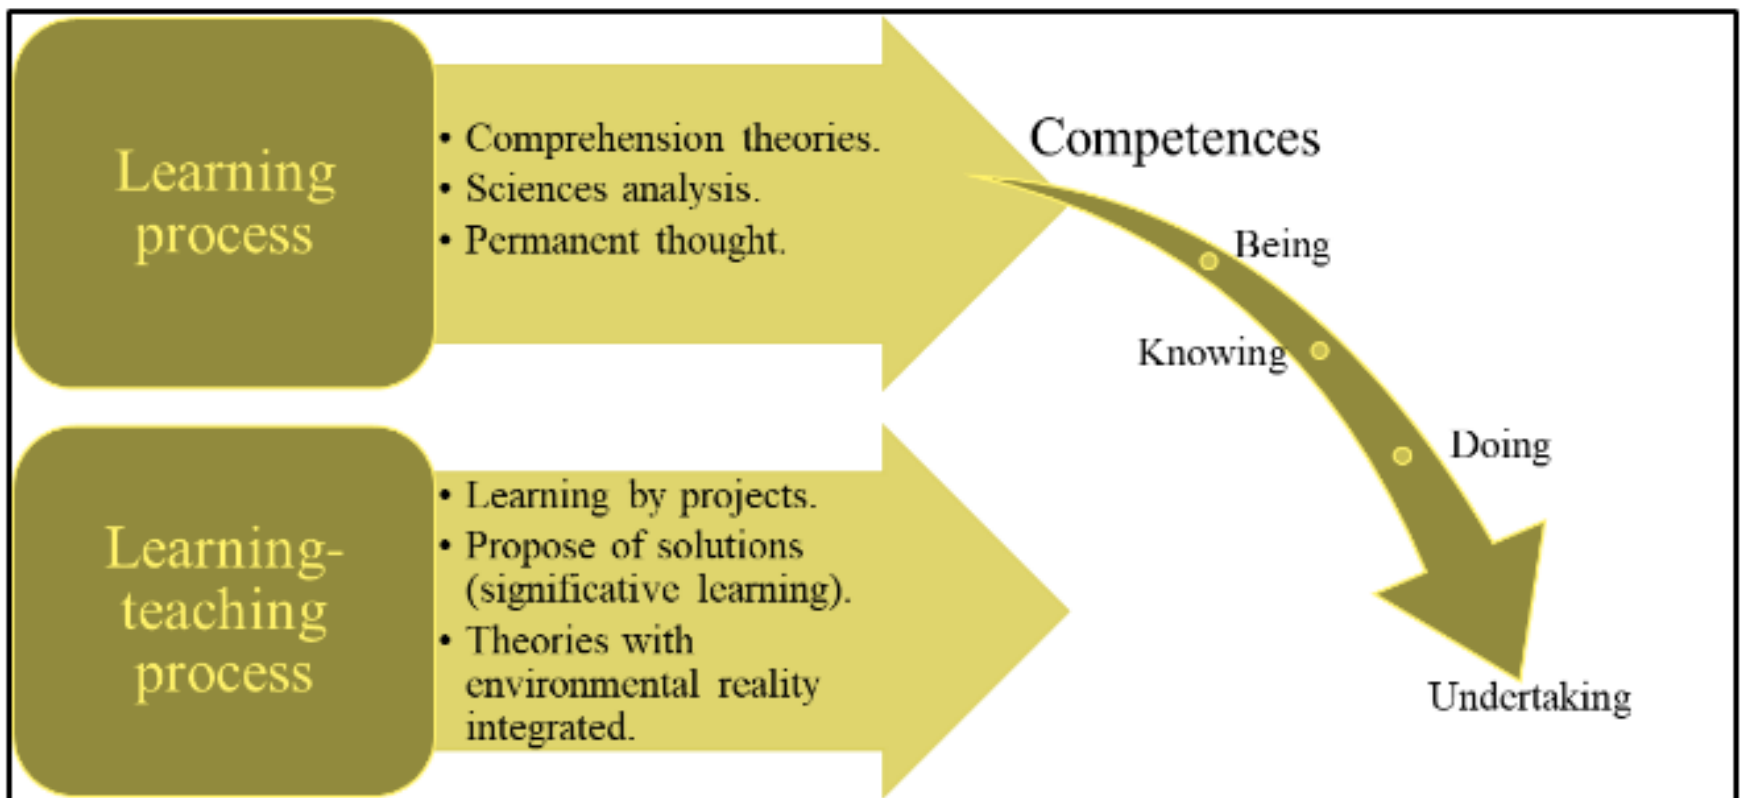 Learning
process
• Comprehension theories.
• Sciences analysis.
• Permanent thought.
Competences
Being
Knowing
Doing
Undertaking
Learning-
teaching
process
• Learning by projects.
• Propose of solutions
(significative learning).
• Theories with
environmental reality
integrated.